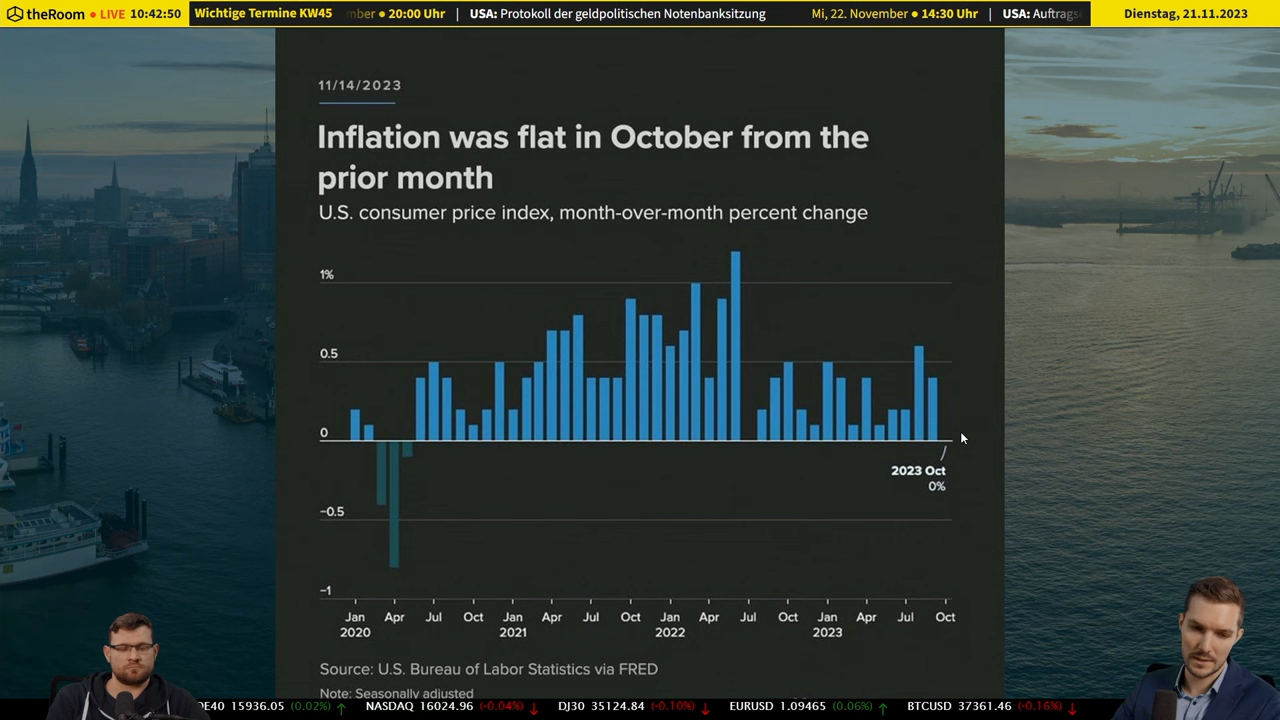 theRoom ● LIVE 10:42:50 Wichtige Termine KW45 mber ● 20:00 Uhr | USA: Protokoll der geldpolitischen Notenbanksitzung Mi, 22. November ● 14:30 Uhr | USA: Auftrags Dienstag, 21.11.2023
11/14/2023
Inflation was flat in October from the
prior month
U.S. consumer price index, month-over-month percent change
1%
0.5
0
2023 Oct
0%
−0.5
−1
Jan Apr Jul Oct Jan Apr Jul Oct Jan Apr Jul Oct Jan Apr Jul Oct
2020 2021 2022 2023
Source: U.S. Bureau of Labor Statistics via FRED
Note: Seasonally adjusted
DE40 15936.05 (0.02%) ↑ NASDAQ 16024.96 (-0.04%) ↓ DJ30 35124.84 (-0.10%) ↓ EURUSD 1.09465 (0.06%) ↑ BTCUSD 37361.46 (-0.16%) ↓